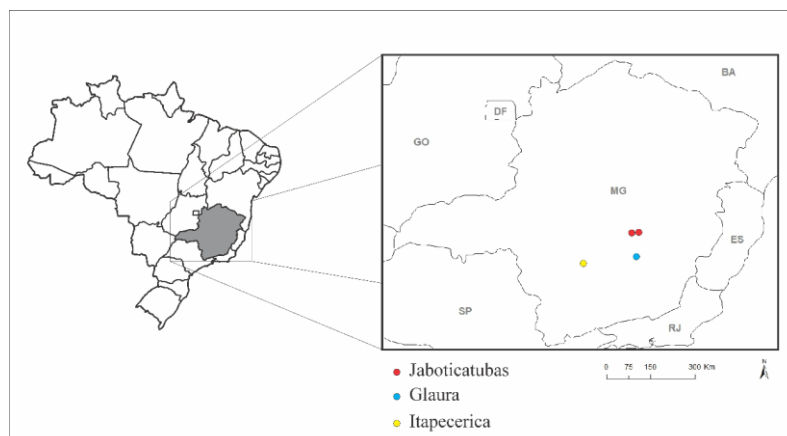 BA
DF
GO
MG
ES
SP
RJ
Jaboticatubas
Glaura
Itapecerica
0 75 150 300 Km
N